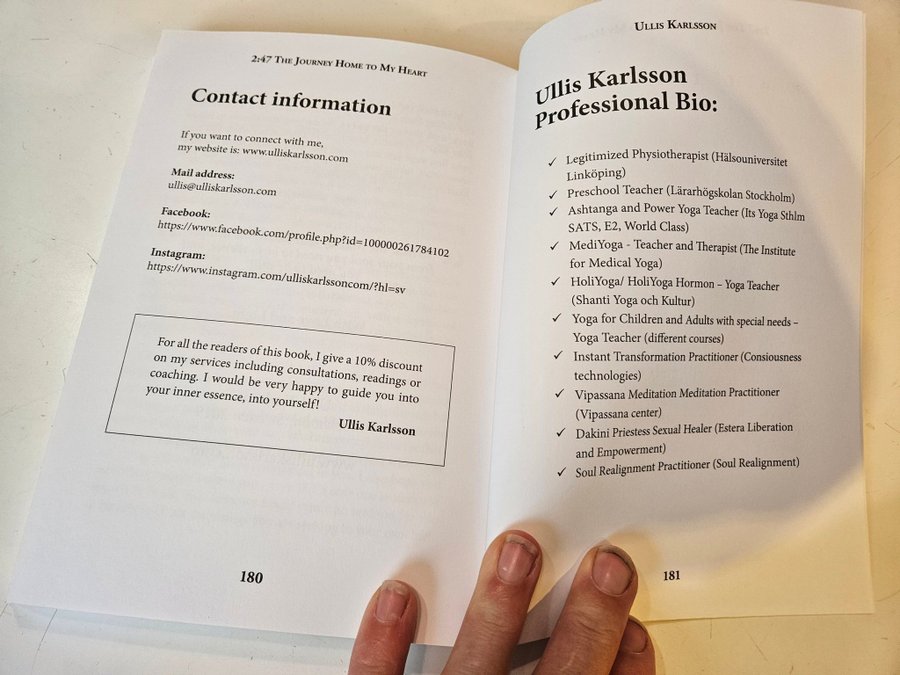 2:47 The Journey Home to My Heart
Contact information
If you want to connect with me,
my website is: www.ulliskarlsson.com
Mail address:
ullis@ulliskarlsson.com
Facebook:
https://www.facebook.com/profile.php?id=100000261784102
Instagram:
https://www.instagram.com/ulliskarlssoncom/?hl=sv
For all the readers of this book, I give a 10% discount
on my services including consultations, readings or
coaching. I would be very happy to guide you into
your inner essence, into yourself!
Ullis Karlsson
180
Ullis Karlsson
Ullis Karlsson
Professional Bio:
✓ Legitimized Physiotherapist (Hälsouniversitet
Linköping)
✓ Preschool Teacher (Lärarhögskolan Stockholm)
✓ Ashtanga and Power Yoga Teacher (Its Yoga Sthlm
SATS, E2, World Class)
✓ MediYoga - Teacher and Therapist (The Institute
for Medical Yoga)
✓ HoliYoga/ HoliYoga Hormon – Yoga Teacher
(Shanti Yoga och Kultur)
✓ Yoga for Children and Adults with special needs –
Yoga Teacher (different courses)
✓ Instant Transformation Practitioner (Consiousness
technologies)
✓ Vipassana Meditation Meditation Practitioner
(Vipassana center)
✓ Dakini Priestess Sexual Healer (Estera Liberation
and Empowerment)
✓ Soul Realignment Practitioner (Soul Realignment)
181